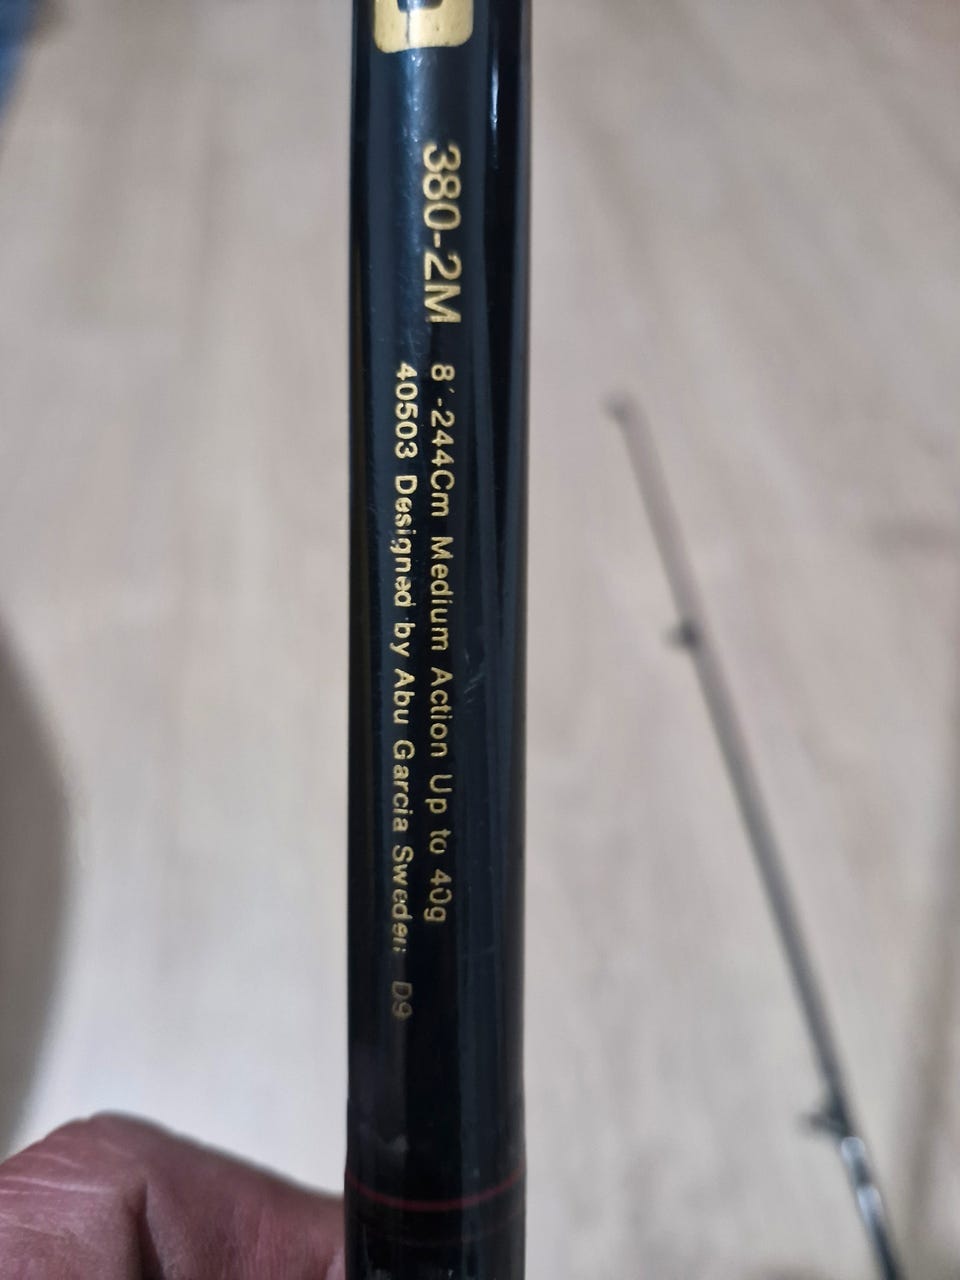 380-2M 8'-244Cm Medium Action Up to 40g
40503 Designed by Abu Garcia Sweden D9